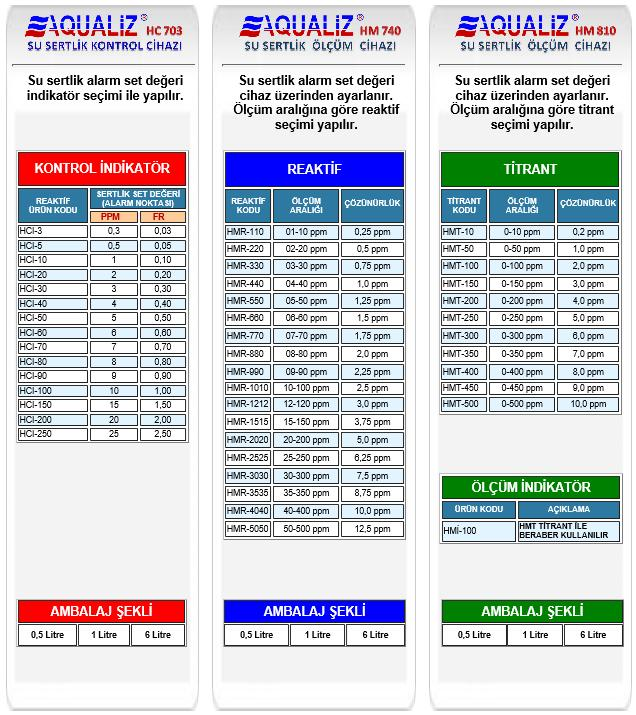 AQUALIZ® HC 703
SU SERTLİK KONTROL CİHAZI
Su sertlik alarm set değeri
indikatör seçimi ile yapılır.
KONTROL İNDİKATÖR
REAKTİF ÜRÜN KODU SERTLİK SET DEĞERİ (ALARM NOKTASI)
PPM FR
HCI-3 0,3 0,03
HCI-5 0,5 0,05
HCI-10 1 0,10
HCI-20 2 0,20
HCI-30 3 0,30
HCI-40 4 0,40
HCI-50 5 0,50
HCI-60 6 0,60
HCI-70 7 0,70
HCI-80 8 0,80
HCI-90 9 0,90
HCI-100 10 1,00
HCI-150 15 1,50
HCI-200 20 2,00
HCI-250 25 2,50
AMBALAJ ŞEKLİ
0,5 Litre 1 Litre 6 Litre
AQUALIZ® HM 740
SU SERTLİK ÖLÇÜM CİHAZI
Su sertlik alarm set değeri
cihaz üzerinden ayarlanır.
Ölçüm aralığına göre reaktif
seçimi yapılır.
REAKTİF
REAKTİF KODU ÖLÇÜM ARALIĞI ÇÖZÜNÜRLÜK
HMR-110 01-10 ppm 0,25 ppm
HMR-220 02-20 ppm 0,5 ppm
HMR-330 03-30 ppm 0,75 ppm
HMR-440 04-40 ppm 1,0 ppm
HMR-550 05-50 ppm 1,25 ppm
HMR-660 06-60 ppm 1,5 ppm
HMR-770 07-70 ppm 1,75 ppm
HMR-880 08-80 ppm 2,0 ppm
HMR-990 09-90 ppm 2,25 ppm
HMR-1010 10-100 ppm 2,5 ppm
HMR-1212 12-120 ppm 3,0 ppm
HMR-1515 15-150 ppm 3,75 ppm
HMR-2020 20-200 ppm 5,0 ppm
HMR-2525 25-250 ppm 6,25 ppm
HMR-3030 30-300 ppm 7,5 ppm
HMR-3535 35-350 ppm 8,75 ppm
HMR-4040 40-400 ppm 10,0 ppm
HMR-5050 50-500 ppm 12,5 ppm
AMBALAJ ŞEKLİ
0,5 Litre 1 Litre 6 Litre
AQUALIZ® HM 810
SU SERTLİK ÖLÇÜM CİHAZI
Su sertlik alarm set değeri
cihaz üzerinden ayarlanır.
Ölçüm aralığına göre titrant
seçimi yapılır.
TİTRANT
TİTRANT KODU ÖLÇÜM ARALIĞI ÇÖZÜNÜRLÜK
HMT-10 0-10 ppm 0,2 ppm
HMT-50 0-50 ppm 1,0 ppm
HMT-100 0-100 ppm 2,0 ppm
HMT-150 0-150 ppm 3,0 ppm
HMT-200 0-200 ppm 4,0 ppm
HMT-250 0-250 ppm 5,0 ppm
HMT-300 0-300 ppm 6,0 ppm
HMT-350 0-350 ppm 7,0 ppm
HMT-400 0-400 ppm 8,0 ppm
HMT-450 0-450 ppm 9,0 ppm
HMT-500 0-500 ppm 10,0 ppm
ÖLÇÜM İNDİKATÖR
ÜRÜN KODU AÇIKLAMA
HMİ-100 HMT TİTRANT İLE
BERABER KULLANILIR
AMBALAJ ŞEKLİ
0,5 Litre 1 Litre 6 Litre